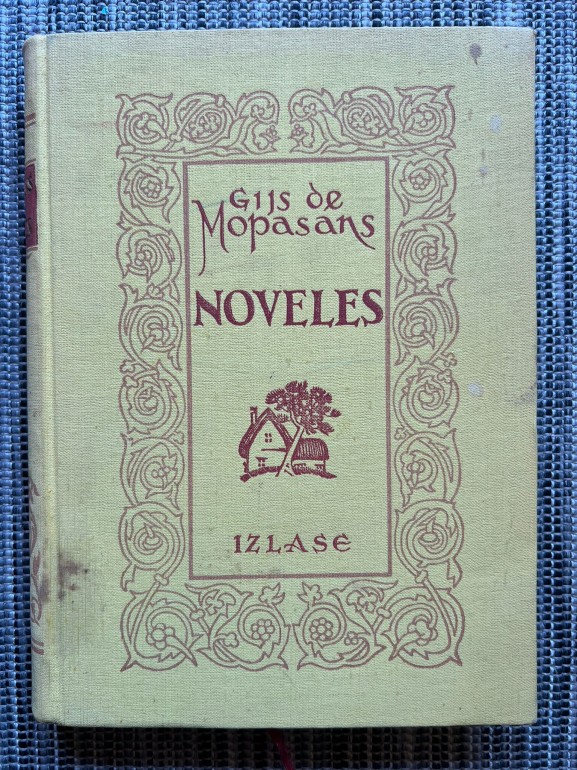 Gijs de
Mopasans
NOVELES
IZLASE